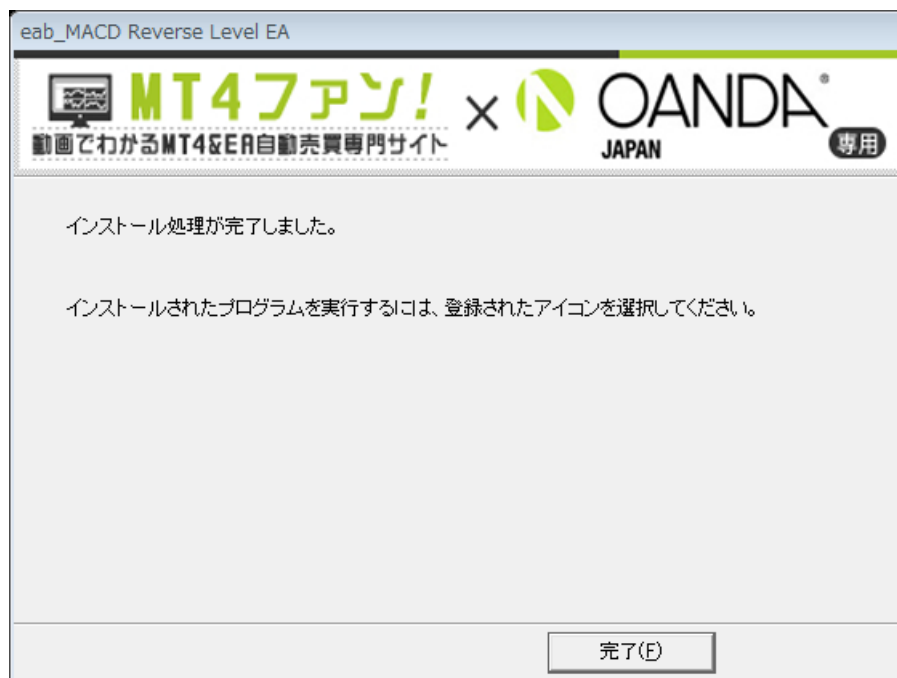 eab_MACD Reverse Level EA
MT4ファン!
動画でわかるMT4&EA自動売買専門サイト
×
OANDA®
JAPAN
専用
インストール処理が完了しました。
インストールされたプログラムを実行するには、登録されたアイコンを選択してください。
完了(F)